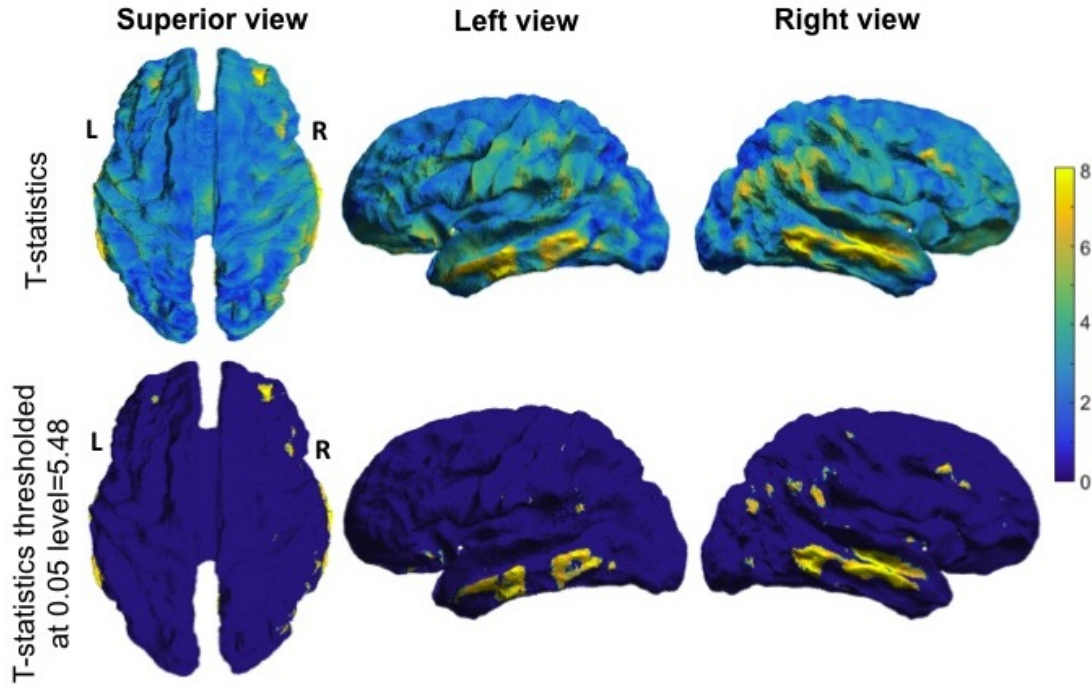 Superior view
Left view
Right view
T-statistics
L
R
8
6
4
2
0
T-statistics thresholded
at 0.05 level=5.48
L
R